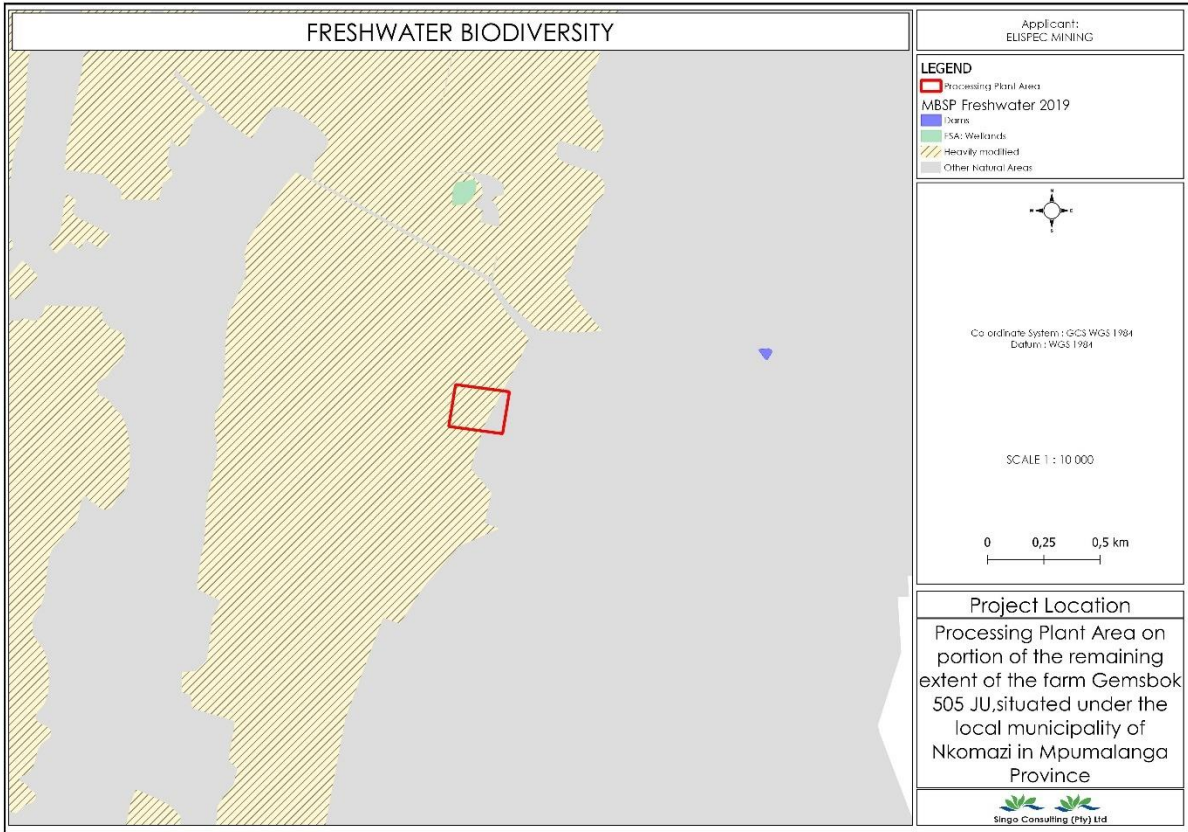 FRESHWATER BIODIVERSITY
Applicant:
ELISPEC MINING
LEGEND
Processing Plant Area
MBSP Freshwater 2019
Dams
ESA: Wetlands
Heavily modified
Other Natural Areas
N
W
E
S
Co ordinate System : GCS WGS 1984
Datum : WGS 1984
SCALE 1 : 10 000
0 0,25 0,5 km
Project Location
Processing Plant Area on
portion of the remaining
extent of the farm Gemsbok
505 JU,situated under the
local municipality of
Nkomazi in Mpumalanga
Province
Singo Consulting (Pty) Ltd